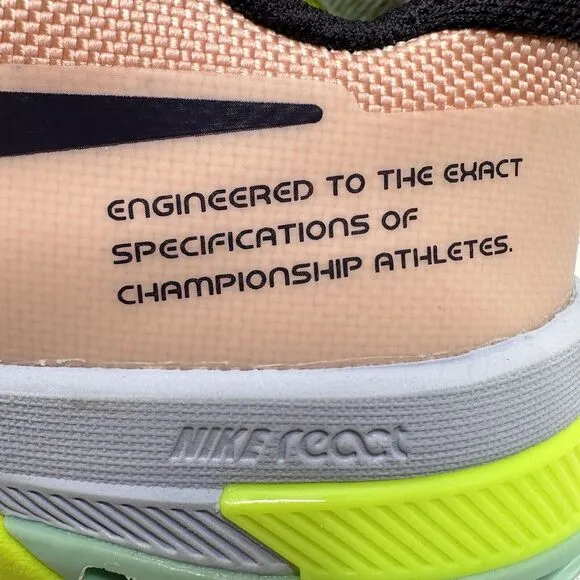 ENGINEERED TO THE EXACT
SPECIFICATIONS OF
CHAMPIONSHIP ATHLETES.
NIKE react